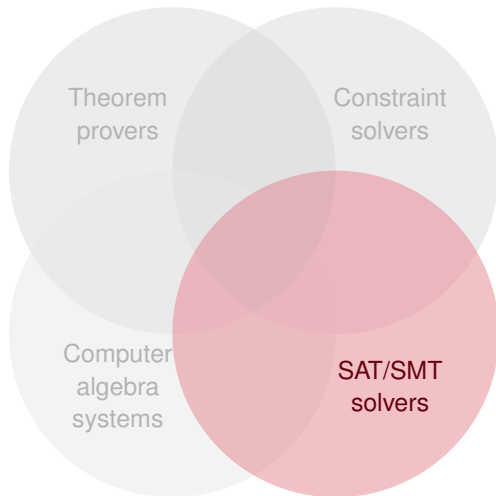 Theorem
provers
Constraint
solvers
Computer
algebra
systems
SAT/SMT
solvers